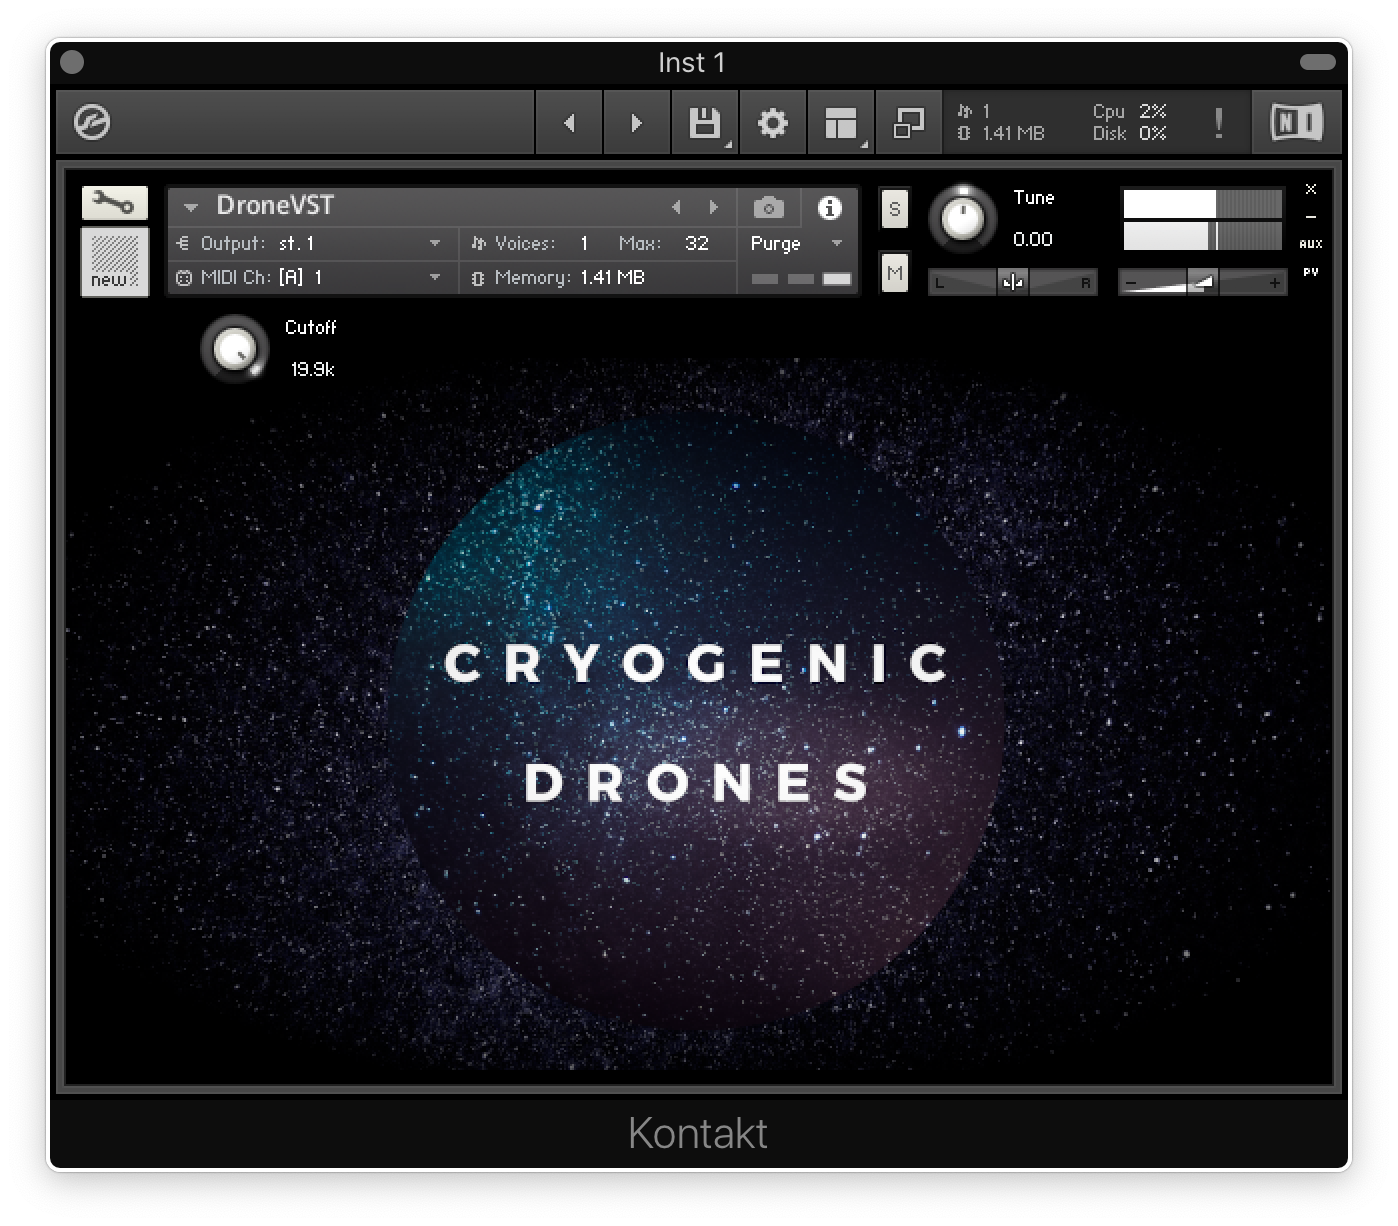 Inst 1
1 Cpu 2%
1.41 MB Disk 0%
! NI
DroneVST
Output: st. 1
Voices: 1 Max: 32
Purge
MIDI Ch: [A] 1
Memory: 1.41 MB
new
S
M
Tune
0.00
L R
- +
×
–
AUX
PV
Cutoff
19.9k
CRYOGENIC
DRONES
Kontakt